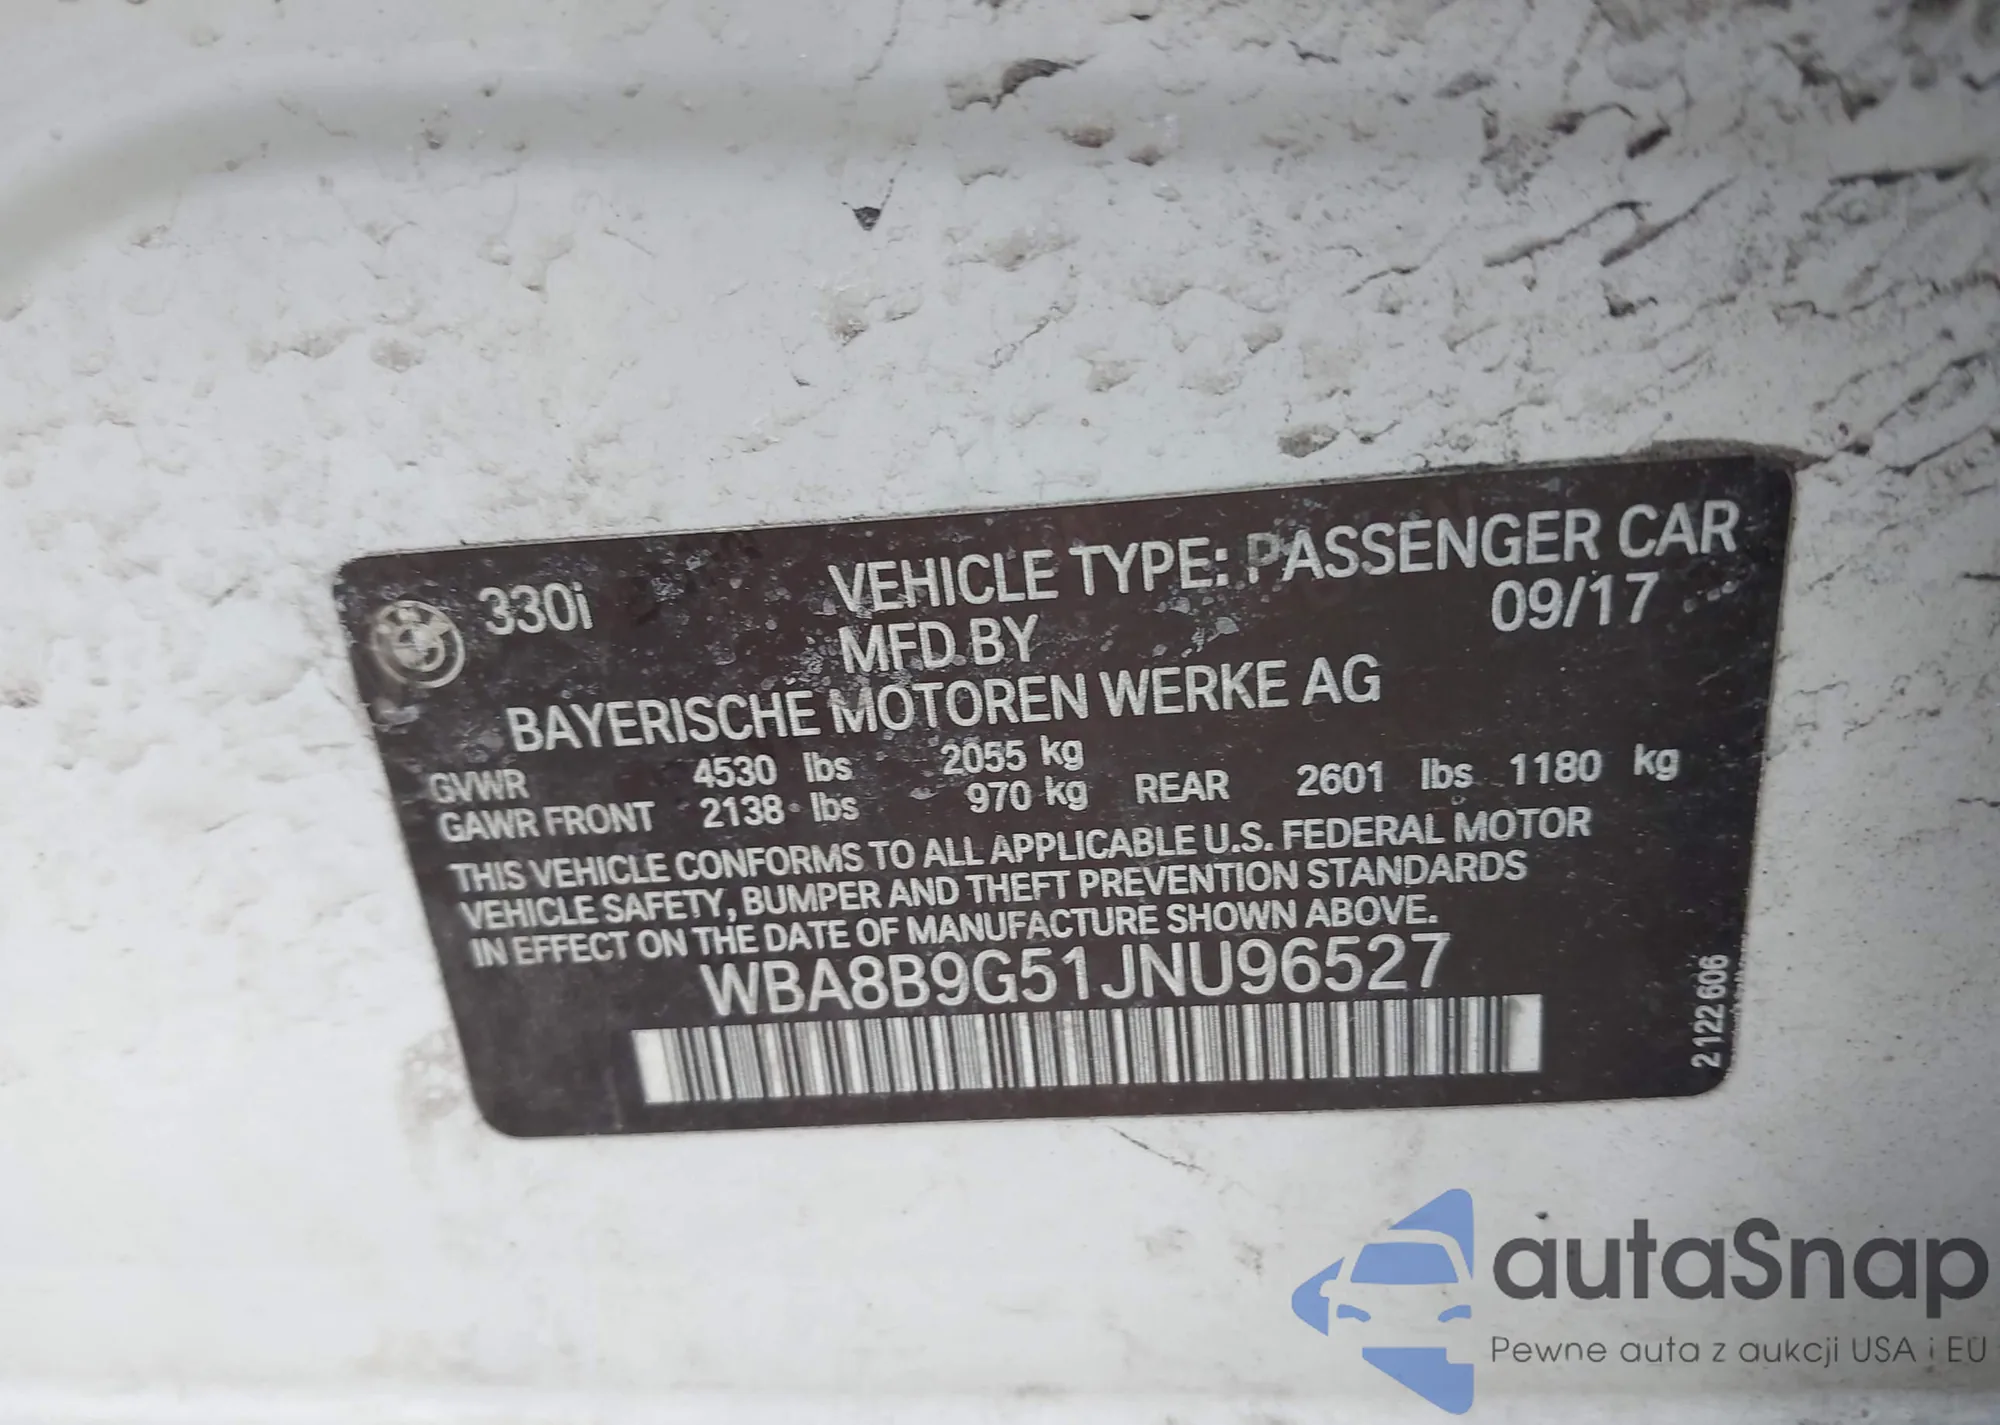 330i
VEHICLE TYPE: PASSENGER CAR
MFD BY 09/17
BAYERISCHE MOTOREN WERKE AG
GVWR 4530 lbs 2055 kg
GAWR FRONT 2138 lbs 970 kg REAR 2601 lbs 1180 kg
THIS VEHICLE CONFORMS TO ALL APPLICABLE U.S. FEDERAL MOTOR
VEHICLE SAFETY, BUMPER AND THEFT PREVENTION STANDARDS
IN EFFECT ON THE DATE OF MANUFACTURE SHOWN ABOVE.
WBA8B9G51JNU96527
2122606
autaSnap
Pewne auta z aukcji USA i EU